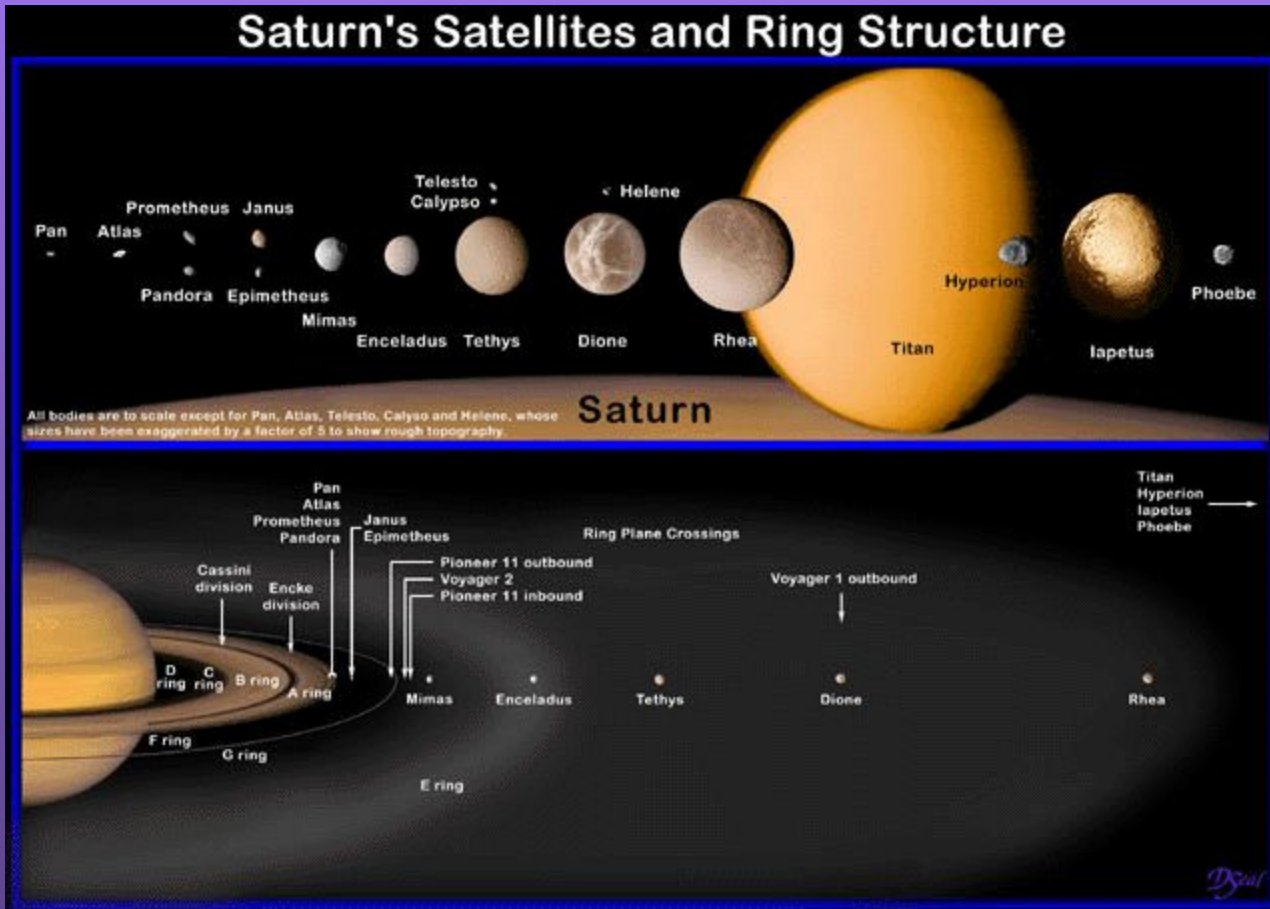 Saturn's Satellites and Ring Structure
Telesto
Calypso
Helene
Prometheus Janus
Pan Atlas
Pandora Epimetheus
Mimas
Enceladus Tethys Dione Rhea
Hyperion
Titan
Iapetus
Phoebe
All bodies are to scale except for Pan, Atlas, Telesto, Calyso and Helene, whose
sizes have been exaggerated by a factor of 5 to show rough topography.
Saturn
Pan
Atlas
Prometheus
Pandora
Janus
Epimetheus
Ring Plane Crossings
Titan
Hyperion
Iapetus
Phoebe
Cassini
division
Encke
division
Pioneer 11 outbound
Voyager 2
Pioneer 11 inbound
Voyager 1 outbound
D
ring
C
ring
B ring
A ring
Mimas
Enceladus
Tethys
Dione
Rhea
F ring
G ring
E ring
DSeal